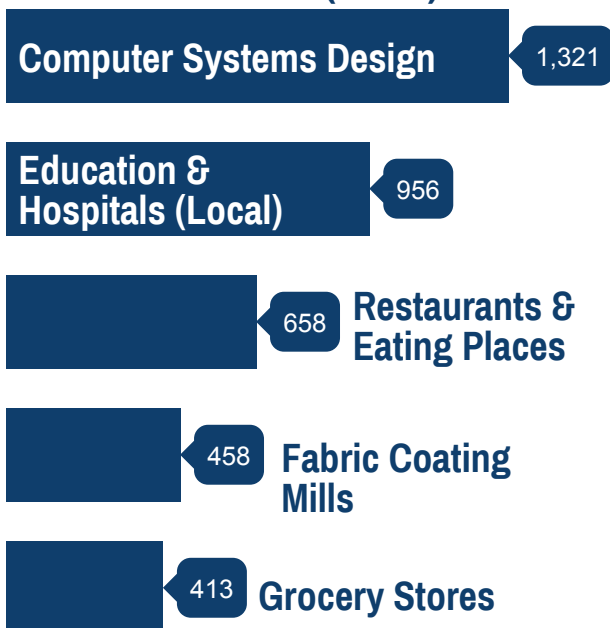 Computer Systems Design
1,321
Education &
Hospitals (Local)
956
658
Restaurants &
Eating Places
458
Fabric Coating
Mills
413
Grocery Stores